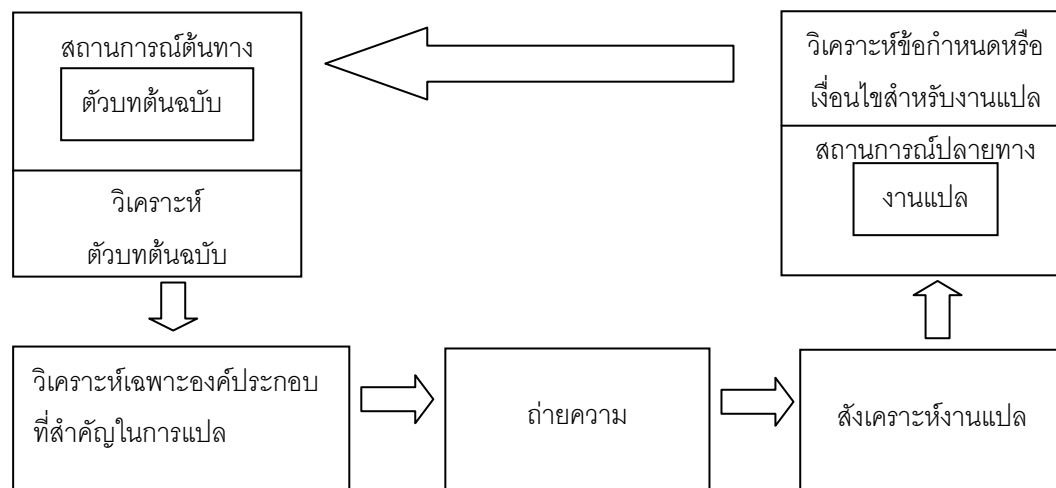 สถานการณ์ต้นทาง
ตัวบทต้นฉบับ
วิเคราะห์
ตัวบทต้นฉบับ
วิเคราะห์ข้อกำหนดหรือ
เงื่อนไขสำหรับงานแปล
สถานการณ์ปลายทาง
งานแปล
วิเคราะห์เฉพาะองค์ประกอบ
ที่สำคัญในการแปล
ถ่ายความ
สังเคราะห์งานแปล